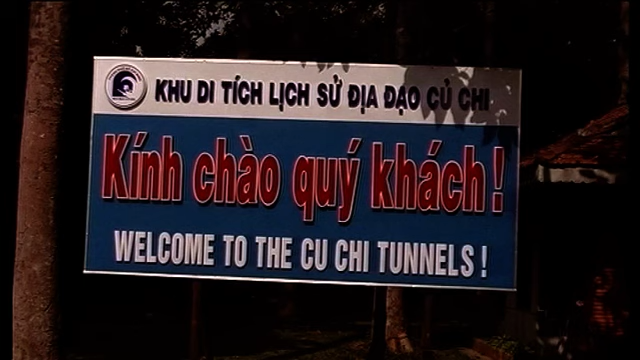 KHU DI TÍCH LỊCH SỬ ĐỊA ĐẠO CỦ CHI
Kính chào quý khách!
WELCOME TO THE CU CHI TUNNELS!